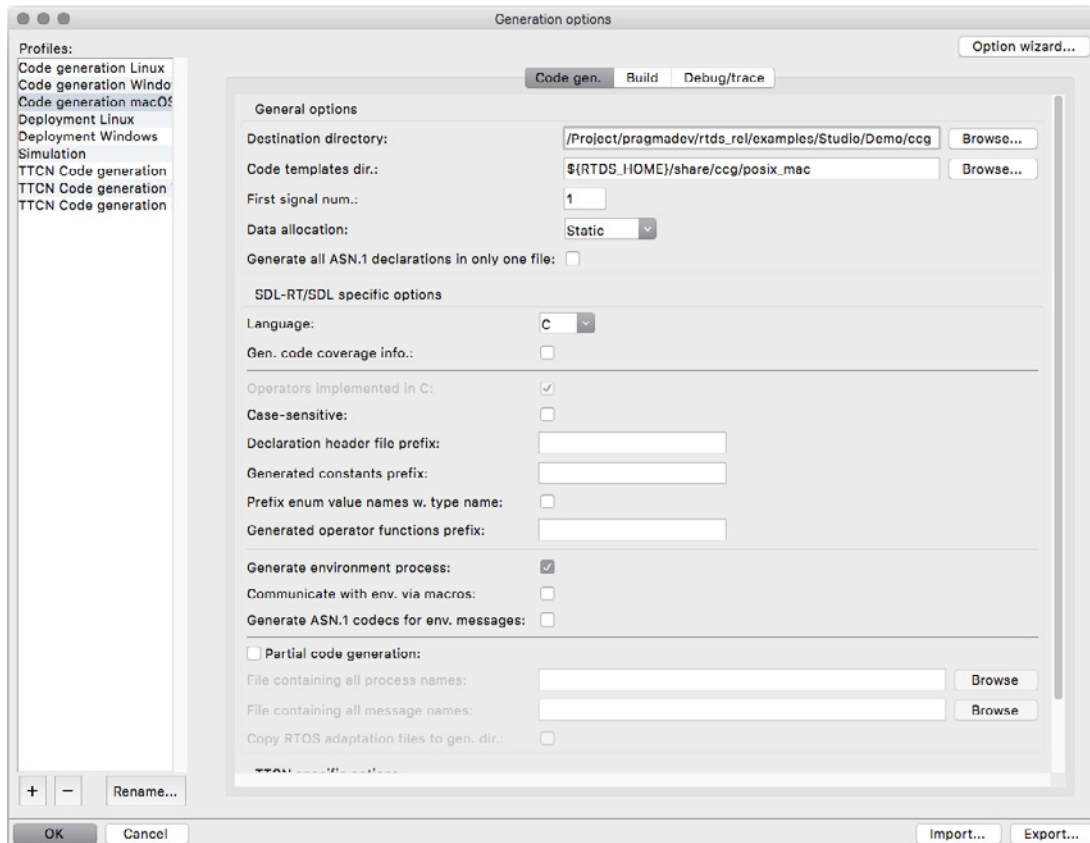 Generation options
Profiles:
Option wizard...
Code generation Linux
Code generation Windo
Code generation macOS
Deployment Linux
Deployment Windows
Simulation
TTCN Code generation
TTCN Code generation
TTCN Code generation
Code gen. Build Debug/trace
General options
Destination directory: /Project/pragmadev/rtds_rel/examples/Studio/Demo/ccg Browse...
Code templates dir.: ${RTDS_HOME}/share/ccg/posix_mac Browse...
First signal num.: 1
Data allocation: Static
Generate all ASN.1 declarations in only one file:
SDL-RT/SDL specific options
Language: C
Gen. code coverage info.:
Operators implemented in C:
Case-sensitive:
Declaration header file prefix:
Generated constants prefix:
Prefix enum value names w. type name:
Generated operator functions prefix:
Generate environment process:
Communicate with env. via macros:
Generate ASN.1 codecs for env. messages:
Partial code generation:
File containing all process names: Browse
File containing all message names: Browse
Copy RTOS adaptation files to gen. dir.:
TTCN specific options
+ − Rename...
OK Cancel Import... Export...